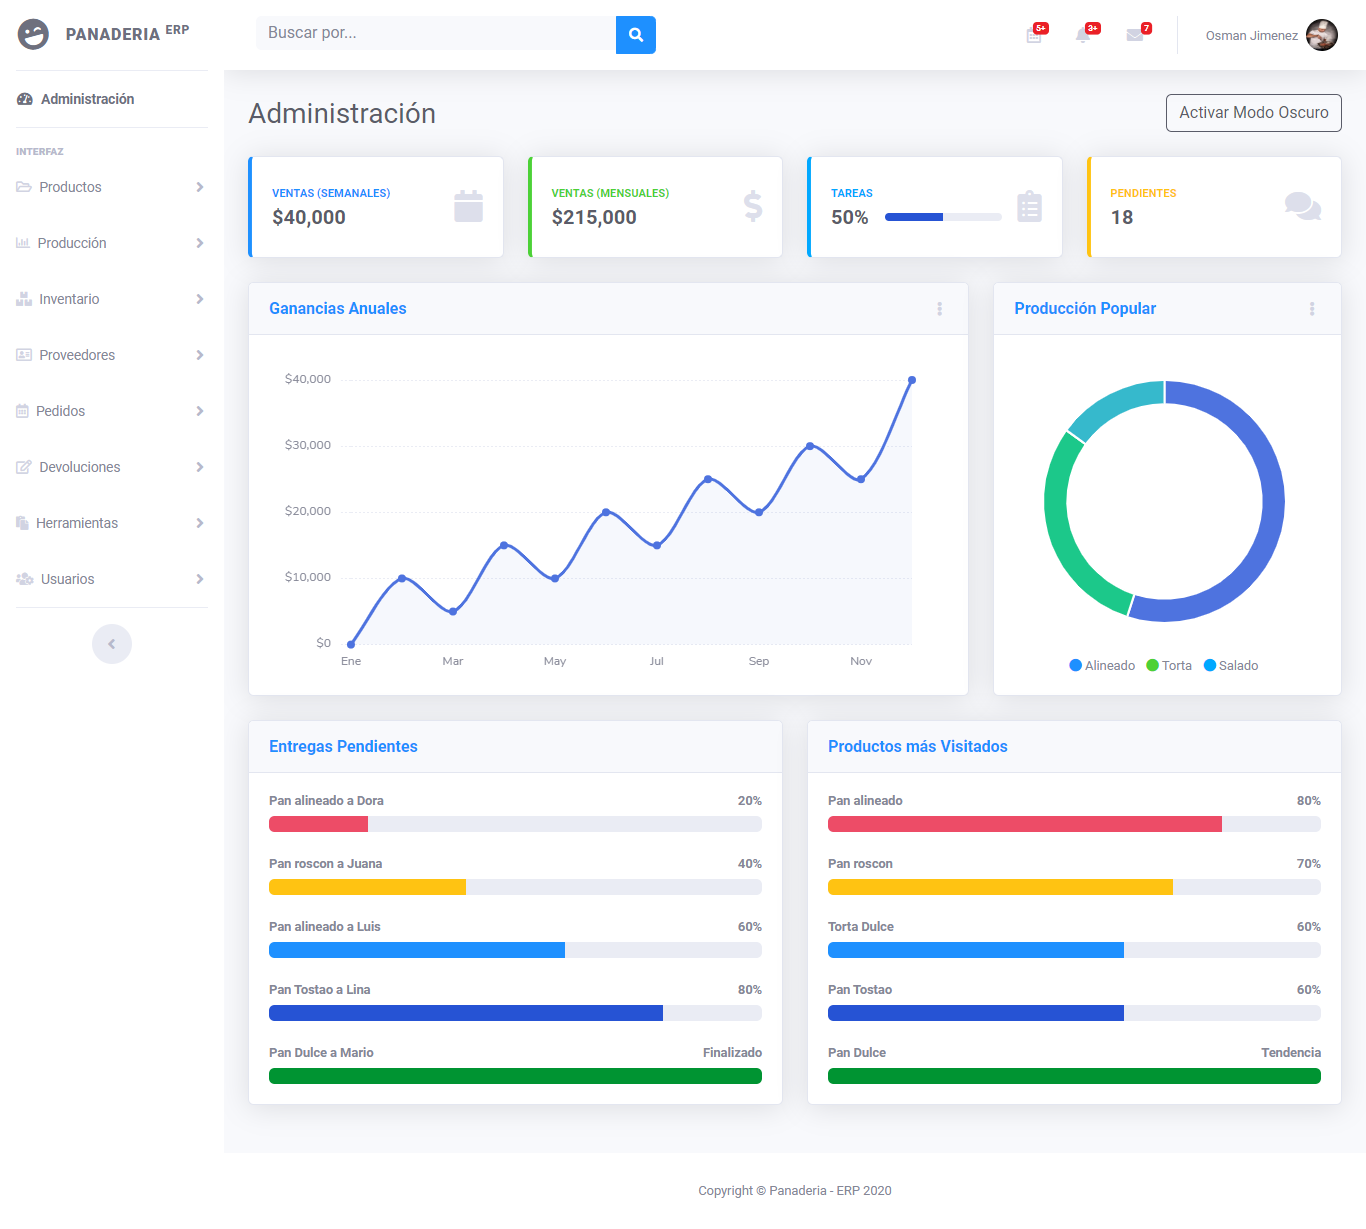 PANADERIA ERP
Buscar por...
5+
3+
7
Osman Jimenez
Administración
INTERFAZ
Productos
Producción
Inventario
Proveedores
Pedidos
Devoluciones
Herramientas
Usuarios
Administración
Activar Modo Oscuro
VENTAS (SEMANALES)
$40,000
VENTAS (MENSUALES)
$215,000
TAREAS
50%
PENDIENTES
18
Ganancias Anuales
$40,000
$30,000
$20,000
$10,000
$0
Ene Mar May Jul Sep Nov
Producción Popular
Alineado Torta Salado
Entregas Pendientes
Pan alineado a Dora 20%
Pan roscon a Juana 40%
Pan alineado a Luis 60%
Pan Tostao a Lina 80%
Pan Dulce a Mario Finalizado
Productos más Visitados
Pan alineado 80%
Pan roscon 70%
Torta Dulce 60%
Pan Tostao 60%
Pan Dulce Tendencia
Copyright © Panaderia - ERP 2020